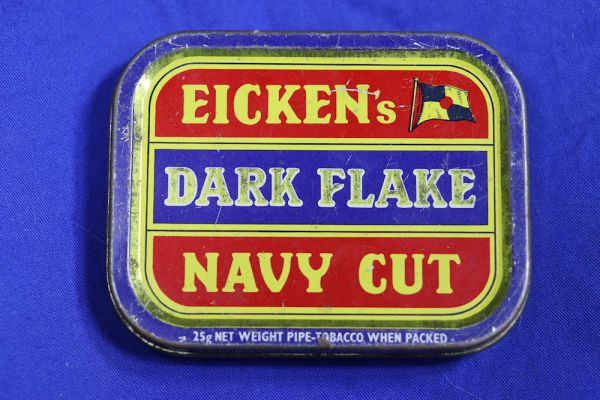 EICKEN's
DARK FLAKE
NAVY CUT
25g NET WEIGHT PIPE-TOBACCO WHEN PACKED